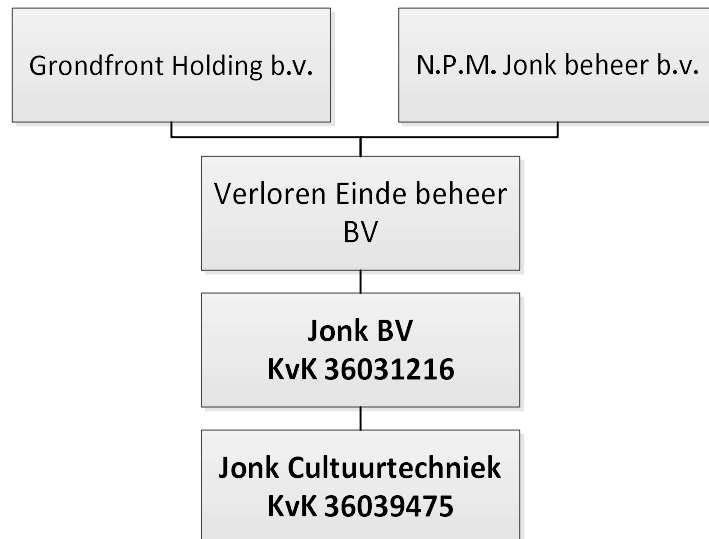 Grondfront Holding b.v.
N.P.M. Jonk beheer b.v.
Verloren Einde beheer
BV
Jonk BV
KvK 36031216
Jonk Cultuurtechniek
KvK 36039475